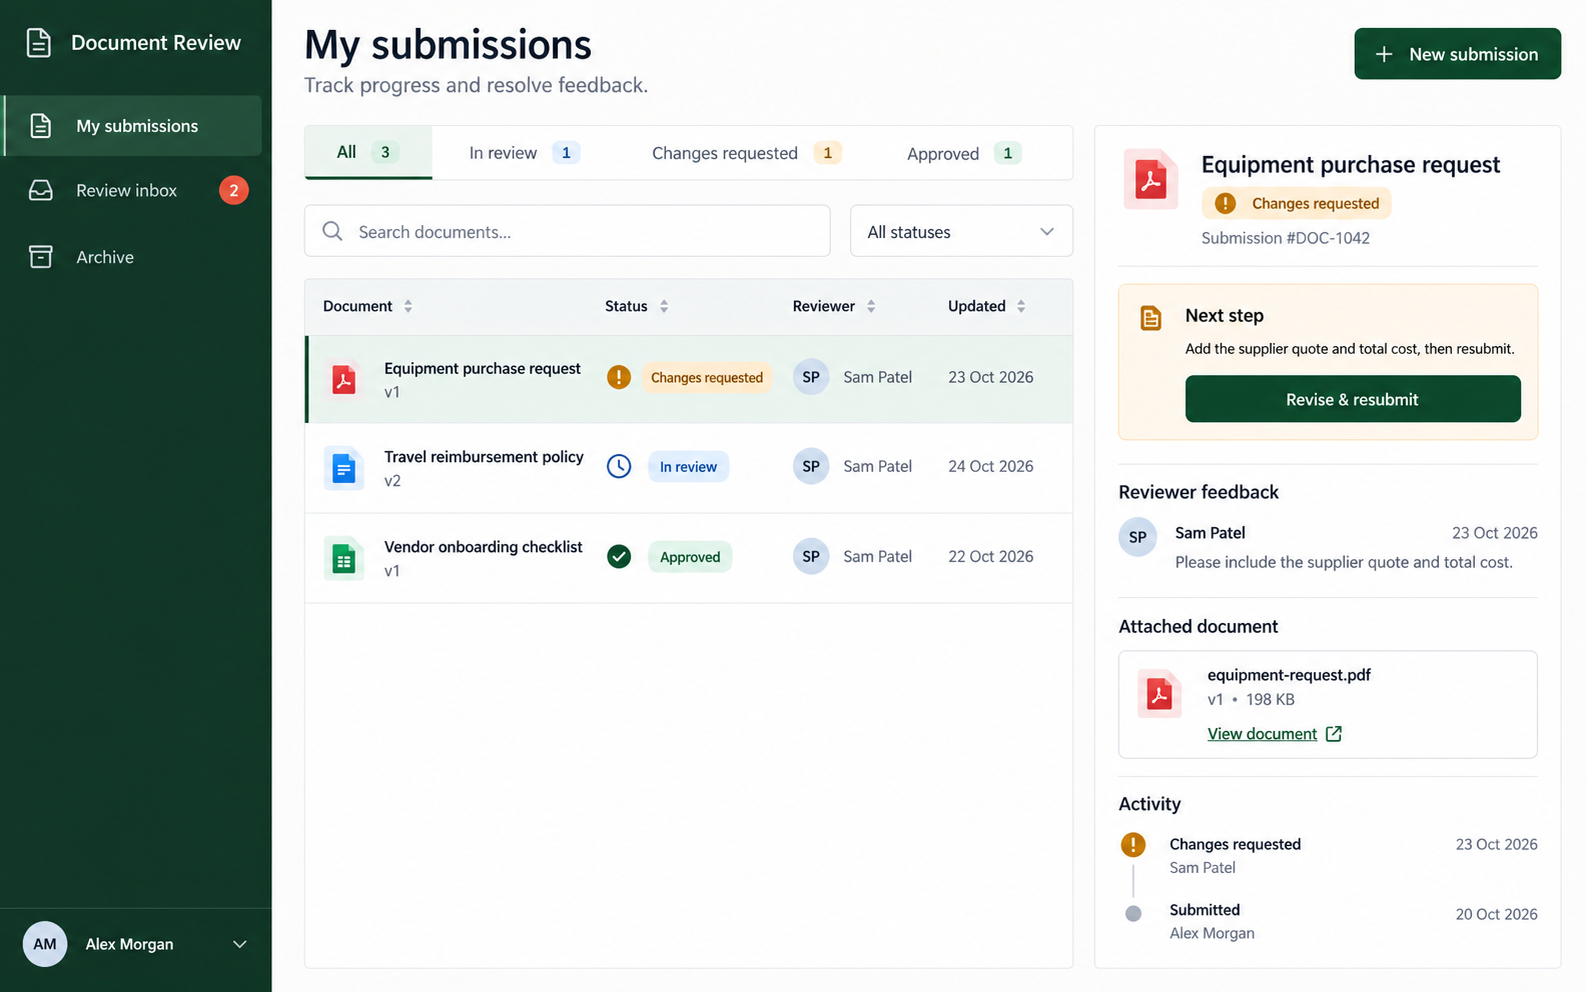 Document Review
My submissions
Review inbox 2
Archive
AM Alex Morgan
My submissions
Track progress and resolve feedback.
+ New submission
All 3 In review 1 Changes requested 1 Approved 1
Search documents...
All statuses
Document Status Reviewer Updated
Equipment purchase request
v1
Changes requested
SP Sam Patel
23 Oct 2026
Travel reimbursement policy
v2
In review
SP Sam Patel
24 Oct 2026
Vendor onboarding checklist
v1
Approved
SP Sam Patel
22 Oct 2026
Equipment purchase request
Changes requested
Submission #DOC-1042
Next step
Add the supplier quote and total cost, then resubmit.
Revise & resubmit
Reviewer feedback
SP Sam Patel 23 Oct 2026
Please include the supplier quote and total cost.
Attached document
equipment-request.pdf
v1 • 198 KB
View document
Activity
Changes requested 23 Oct 2026
Sam Patel
Submitted 20 Oct 2026
Alex Morgan